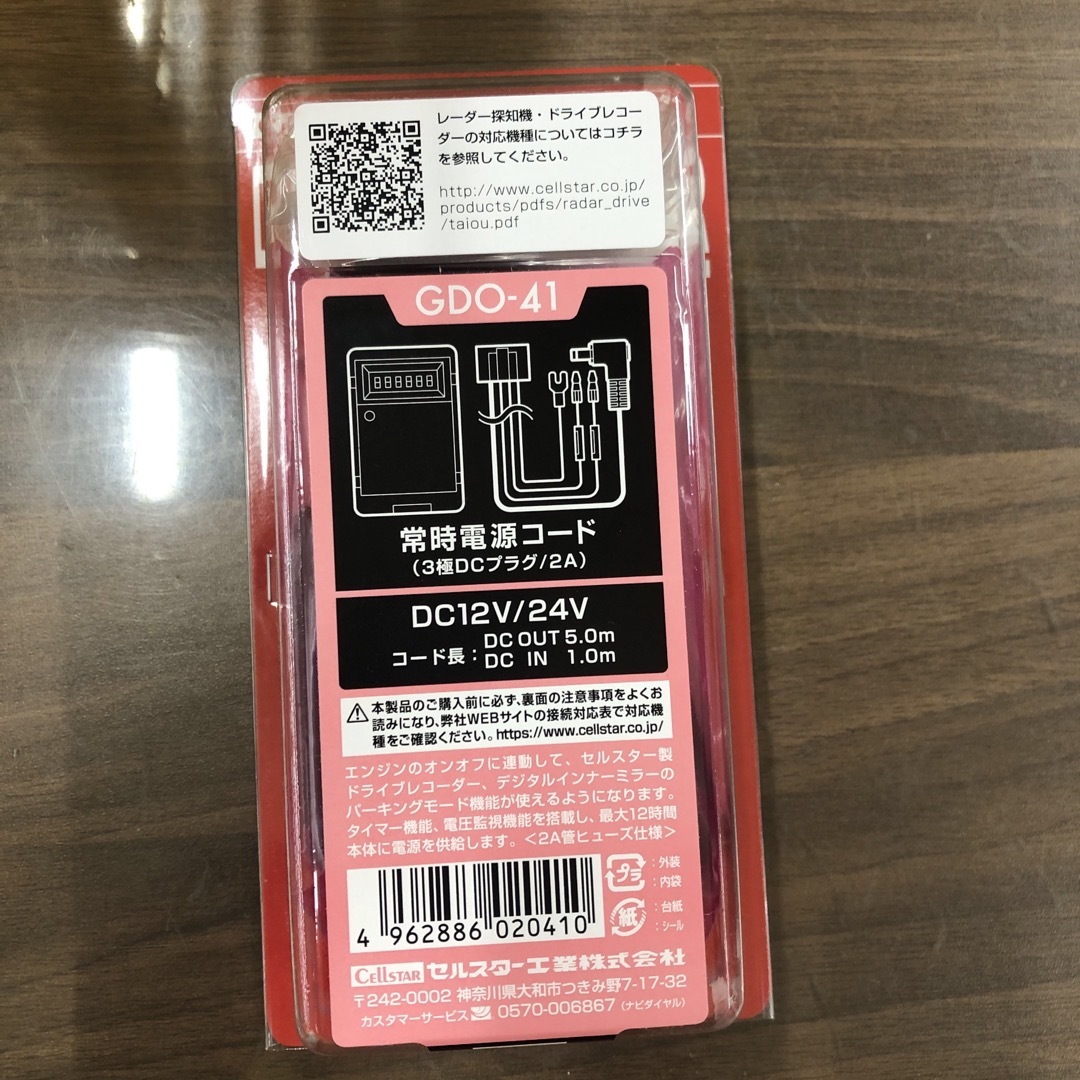 レーダー探知機・ドライブレコー
ダーの対応機種についてはコチラ
を参照してください。
http://www.cellstar.co.jp/
products/pdfs/radar_drive
/taiou.pdf
GDO-41
常時電源コード
(3極DCプラグ/2A)
DC12V/24V
コード長：DC OUT 5.0m
DC IN 1.0m
本製品のご購入前に必ず、裏面の注意事項をよくお
読みになり、弊社WEBサイトの接続対応表で対応機
種をご確認ください。https://www.cellstar.co.jp/
エンジンのオンオフに連動して、セルスター製
ドライブレコーダー、デジタルインナーミラーの
パーキングモード機能が使えるようになります。
タイマー機能、電圧監視機能を搭載し、最大12時間
本体に電源を供給します。＜2A管ヒューズ仕様＞
プラ ：外装
：内袋
紙 ：台紙
：シール
4 962886 020410
CELLSTAR セルスター工業株式会社
〒242-0002 神奈川県大和市つきみ野7-17-32
カスタマーサービス 0570-006867 (ナビダイヤル)